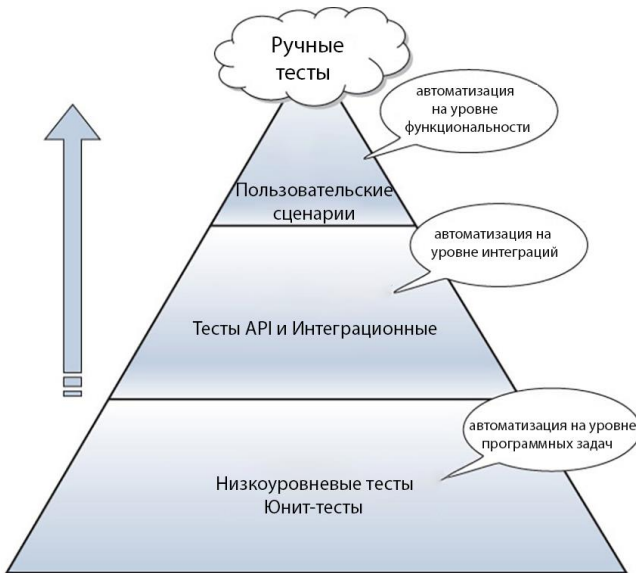 Ручные
тесты
автоматизация
на уровне
функциональности
Пользовательские
сценарии
автоматизация на
уровне интеграций
Тесты API и Интеграционные
автоматизация на уровне
программных задач
Низкоуровневые тесты
Юнит-тесты